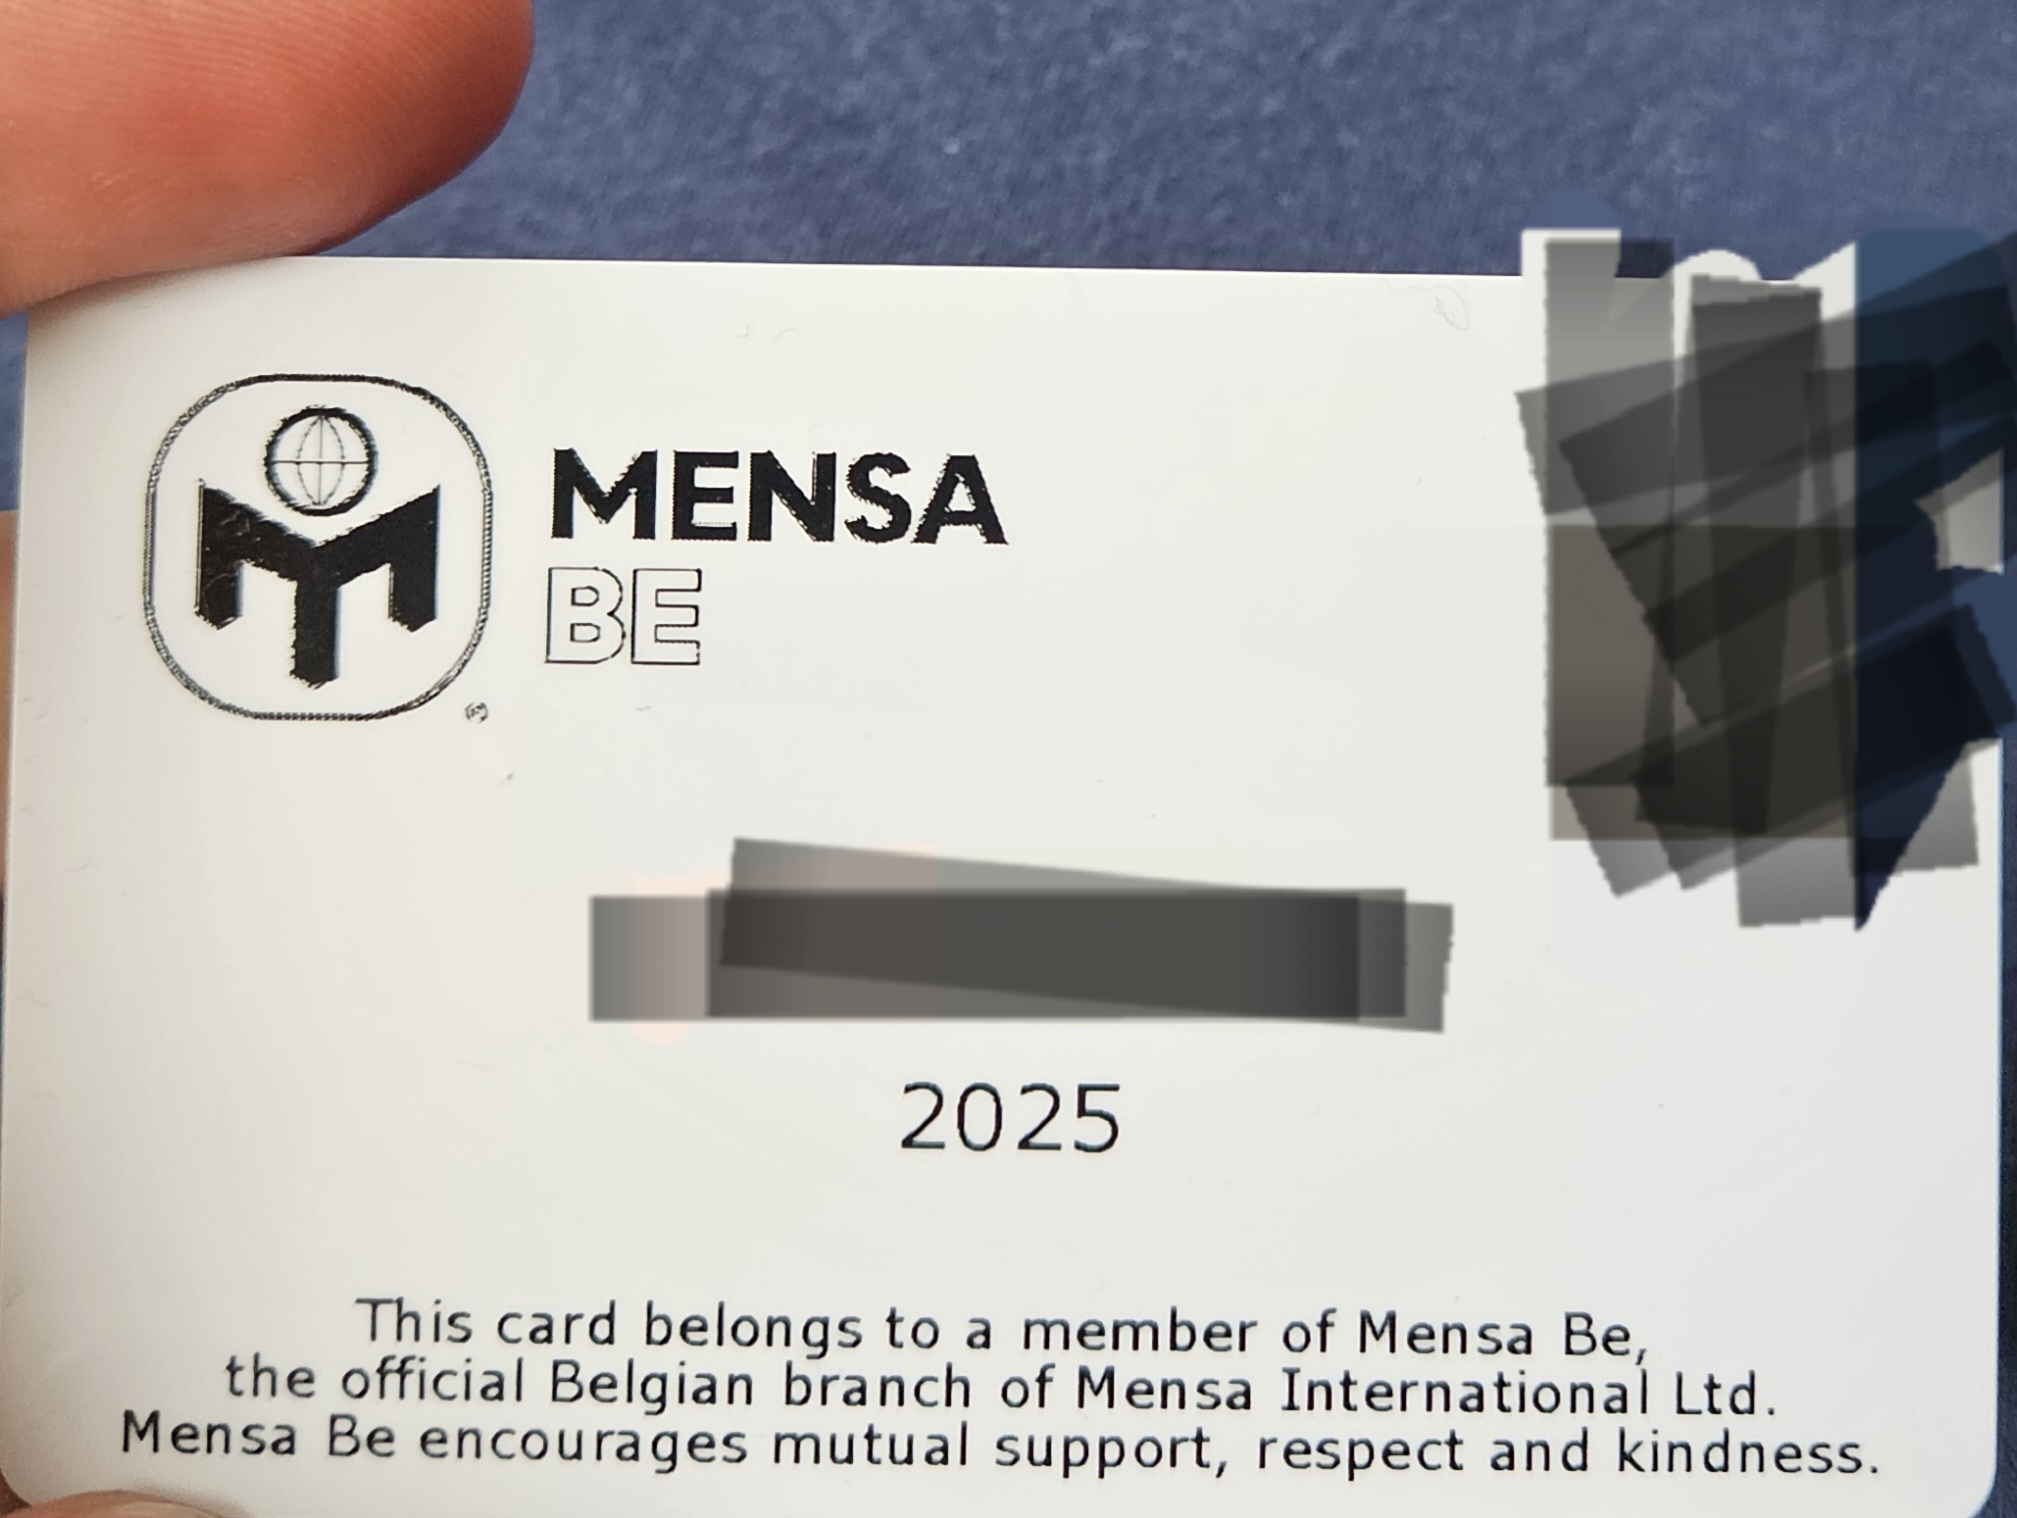 MENSA
BE
2025
This card belongs to a member of Mensa Be,
the official Belgian branch of Mensa International Ltd.
Mensa Be encourages mutual support, respect and kindness.